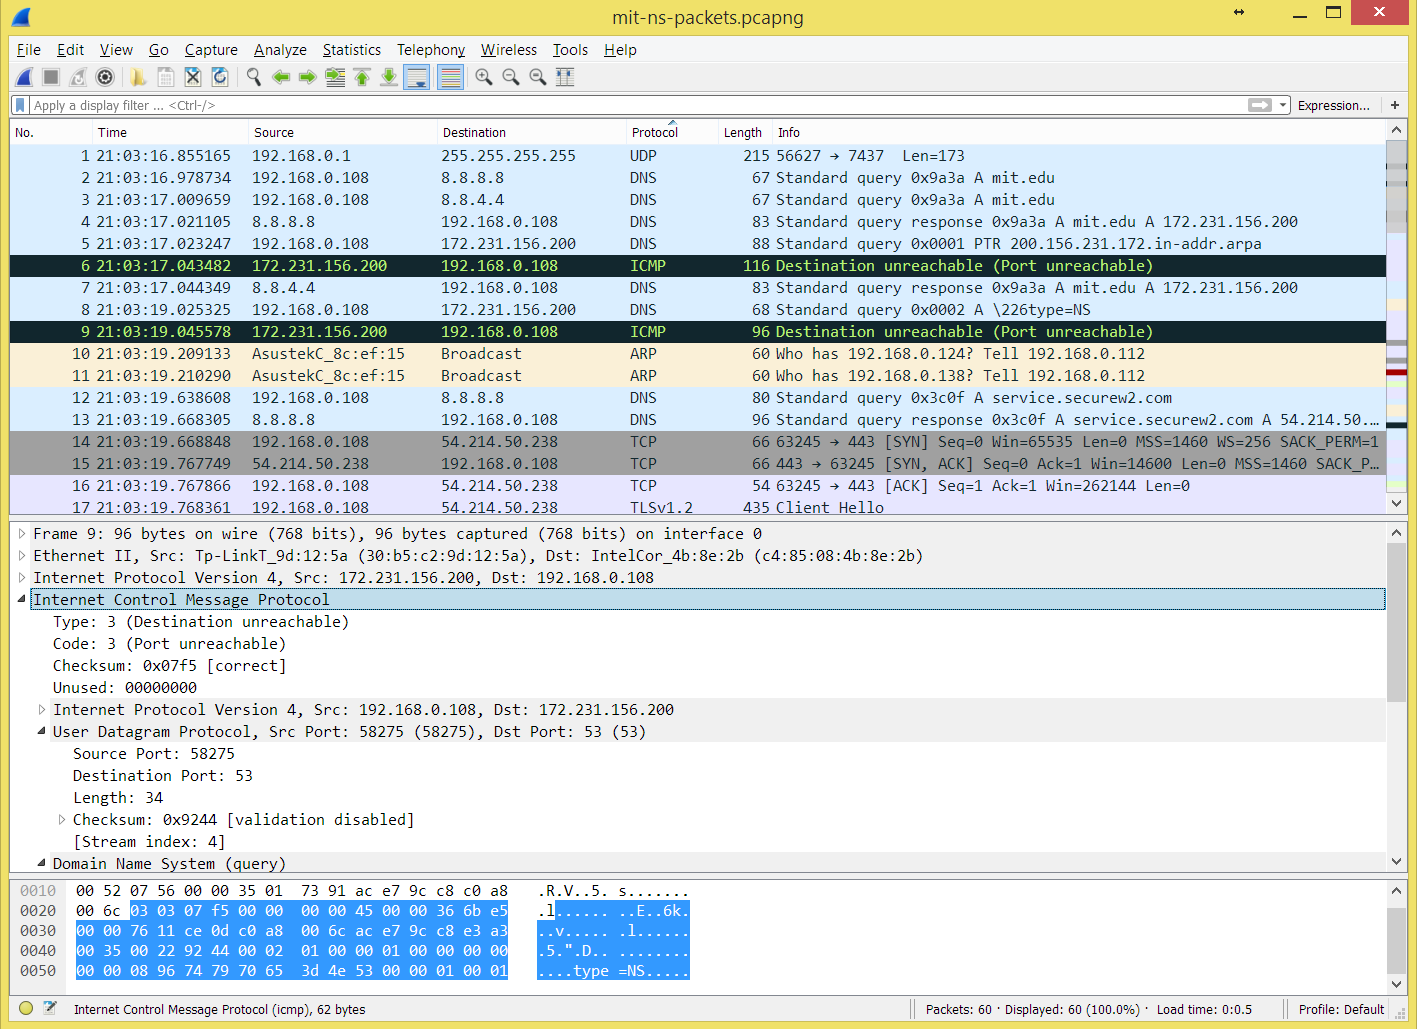 mit-ns-packets.pcapng
File Edit View Go Capture Analyze Statistics Telephony Wireless Tools Help
Apply a display filter ... <Ctrl-/> Expression... +
No. Time Source Destination Protocol Length Info
1 21:03:16.855165 192.168.0.1 255.255.255.255 UDP 215 56627 → 7437 Len=173
2 21:03:16.978734 192.168.0.108 8.8.8.8 DNS 67 Standard query 0x9a3a A mit.edu
3 21:03:17.009659 192.168.0.108 8.8.4.4 DNS 67 Standard query 0x9a3a A mit.edu
4 21:03:17.021105 8.8.8.8 192.168.0.108 DNS 83 Standard query response 0x9a3a A mit.edu A 172.231.156.200
5 21:03:17.023247 192.168.0.108 172.231.156.200 DNS 88 Standard query 0x0001 PTR 200.156.231.172.in-addr.arpa
6 21:03:17.043482 172.231.156.200 192.168.0.108 ICMP 116 Destination unreachable (Port unreachable)
7 21:03:17.044349 8.8.4.4 192.168.0.108 DNS 83 Standard query response 0x9a3a A mit.edu A 172.231.156.200
8 21:03:19.025325 192.168.0.108 172.231.156.200 DNS 68 Standard query 0x0002 A \226type=NS
9 21:03:19.045578 172.231.156.200 192.168.0.108 ICMP 96 Destination unreachable (Port unreachable)
10 21:03:19.209133 AsustekC_8c:ef:15 Broadcast ARP 60 Who has 192.168.0.124? Tell 192.168.0.112
11 21:03:19.210290 AsustekC_8c:ef:15 Broadcast ARP 60 Who has 192.168.0.138? Tell 192.168.0.112
12 21:03:19.638608 192.168.0.108 8.8.8.8 DNS 80 Standard query 0x3c0f A service.securew2.com
13 21:03:19.668305 8.8.8.8 192.168.0.108 DNS 96 Standard query response 0x3c0f A service.securew2.com A 54.214.50....
14 21:03:19.668848 192.168.0.108 54.214.50.238 TCP 66 63245 → 443 [SYN] Seq=0 Win=65535 Len=0 MSS=1460 WS=256 SACK_PERM=1
15 21:03:19.767749 54.214.50.238 192.168.0.108 TCP 66 443 → 63245 [SYN, ACK] Seq=0 Ack=1 Win=14600 Len=0 MSS=1460 SACK_P...
16 21:03:19.767866 192.168.0.108 54.214.50.238 TCP 54 63245 → 443 [ACK] Seq=1 Ack=1 Win=262144 Len=0
17 21:03:19.768361 192.168.0.108 54.214.50.238 TLSv1.2 435 Client Hello
Frame 9: 96 bytes on wire (768 bits), 96 bytes captured (768 bits) on interface 0
Ethernet II, Src: Tp-LinkT_9d:12:5a (30:b5:c2:9d:12:5a), Dst: IntelCor_4b:8e:2b (c4:85:08:4b:8e:2b)
Internet Protocol Version 4, Src: 172.231.156.200, Dst: 192.168.0.108
Internet Control Message Protocol
Type: 3 (Destination unreachable)
Code: 3 (Port unreachable)
Checksum: 0x07f5 [correct]
Unused: 00000000
Internet Protocol Version 4, Src: 192.168.0.108, Dst: 172.231.156.200
User Datagram Protocol, Src Port: 58275 (58275), Dst Port: 53 (53)
Source Port: 58275
Destination Port: 53
Length: 34
Checksum: 0x9244 [validation disabled]
[Stream index: 4]
Domain Name System (query)
0010 00 52 07 56 00 00 35 01 73 91 ac e7 9c c8 c0 a8 .R.V..5. s.......
0020 00 6c 03 03 07 f5 00 00 00 00 45 00 00 36 6b e5 .l...... ..E..6k.
0030 00 00 76 11 ce 0d c0 a8 00 6c ac e7 9c c8 e3 a3 ..v..... .l......
0040 00 35 00 22 92 44 00 02 01 00 00 01 00 00 00 00 .5.".D.. ........
0050 00 00 08 96 74 79 70 65 3d 4e 53 00 00 01 00 01 ....type =NS.....
Internet Control Message Protocol (icmp), 62 bytes Packets: 60 · Displayed: 60 (100.0%) · Load time: 0:0.5 Profile: Default